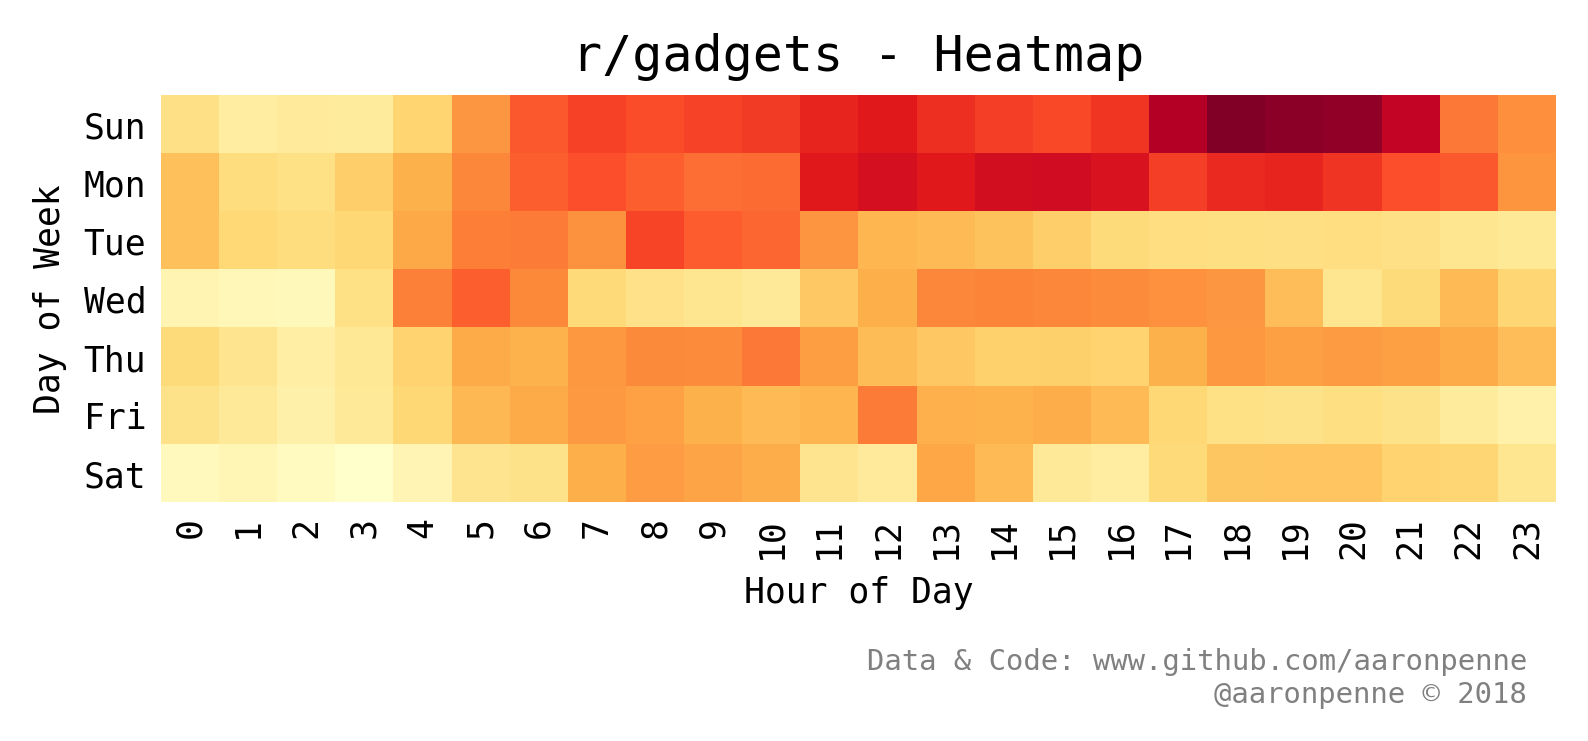 r/gadgets - Heatmap
Day of Week
Sun
Mon
Tue
Wed
Thu
Fri
Sat
0 1 2 3 4 5 6 7 8 9 10 11 12 13 14 15 16 17 18 19 20 21 22 23
Hour of Day
Data & Code: www.github.com/aaronpenne
@aaronpenne © 2018